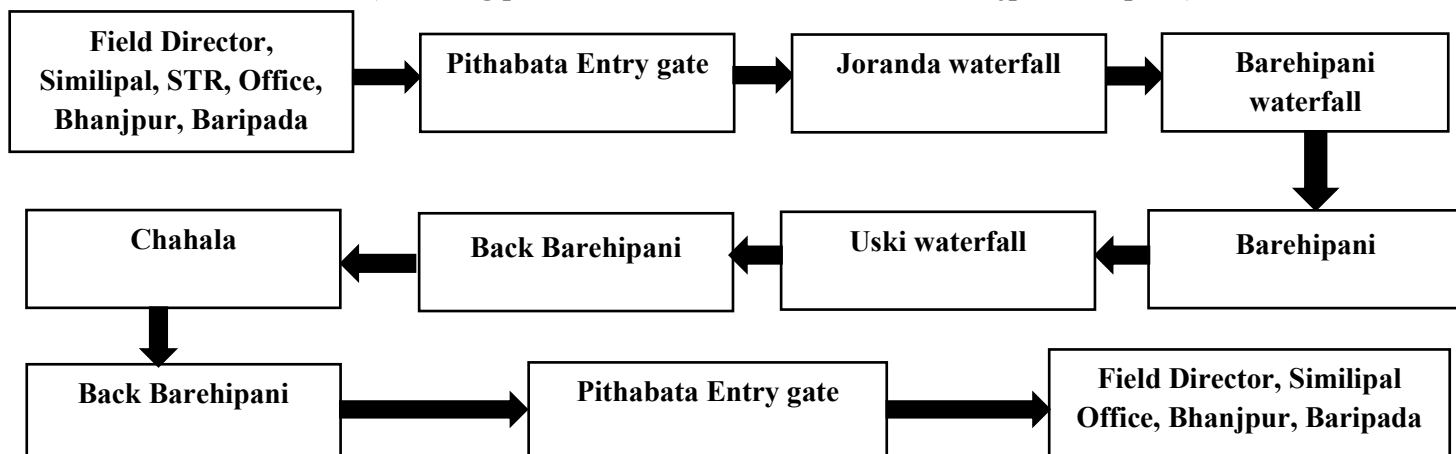 Field Director,
Similipal, STR, Office,
Bhanjpur, Baripada
Pithabata Entry gate
Joranda waterfall
Barehipani
waterfall
Barehipani
Uski waterfall
Back Barehipani
Chahala
Back Barehipani
Pithabata Entry gate
Field Director, Similipal
Office, Bhanjpur, Baripada